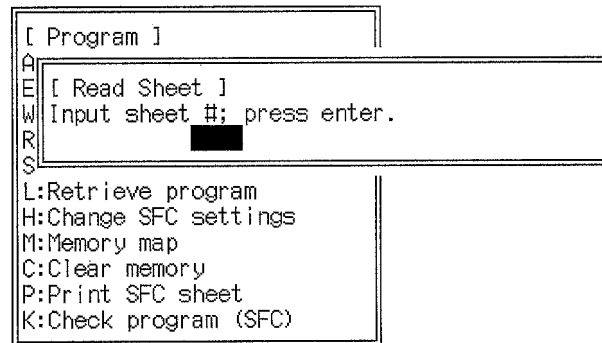 [ Program ]
A
E
[ Read Sheet ]
W
Input sheet #; press enter.
R
S
L:Retrieve program
H:Change SFC settings
M:Memory map
C:Clear memory
P:Print SFC sheet
K:Check program (SFC)